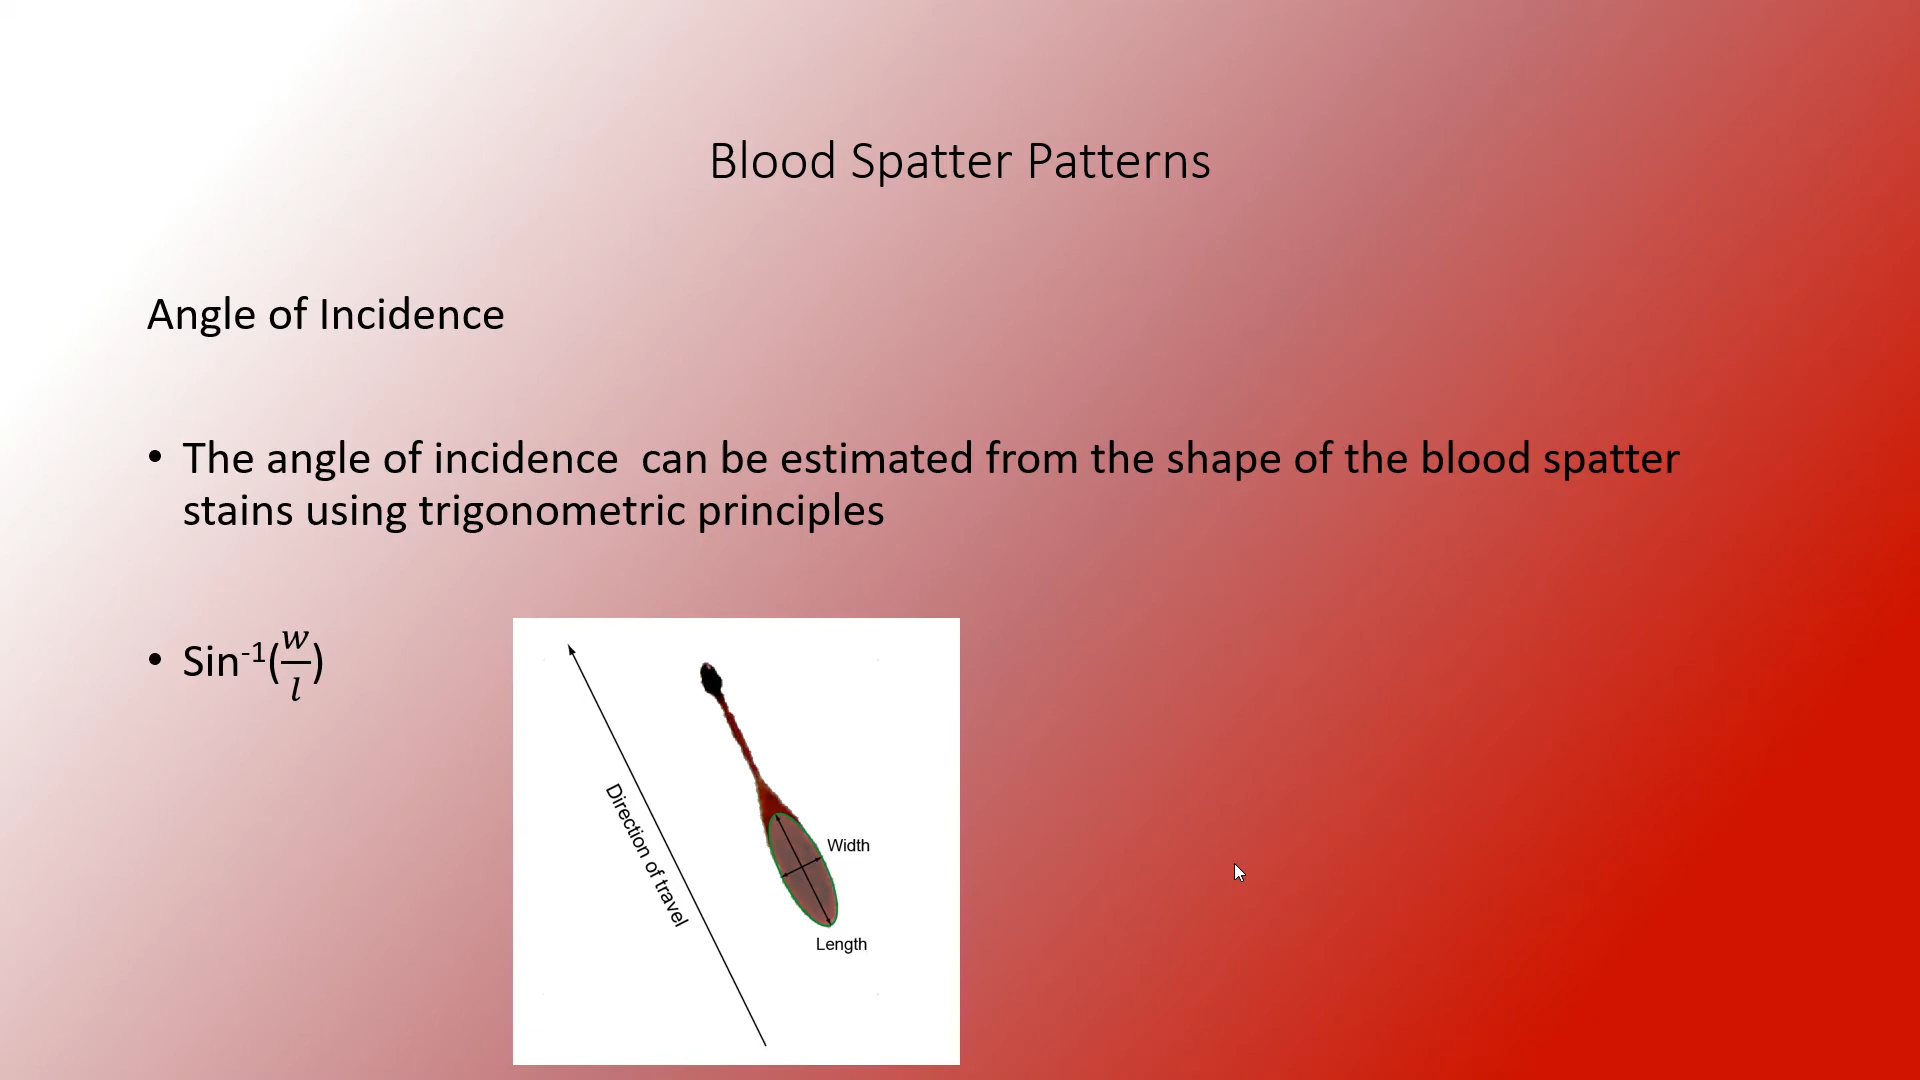 Blood Spatter Patterns
Angle of Incidence
• The angle of incidence  can be estimated from the shape of the blood spatter
stains using trigonometric principles
• Sin⁻¹(w/l)
Direction of travel
Width
Length